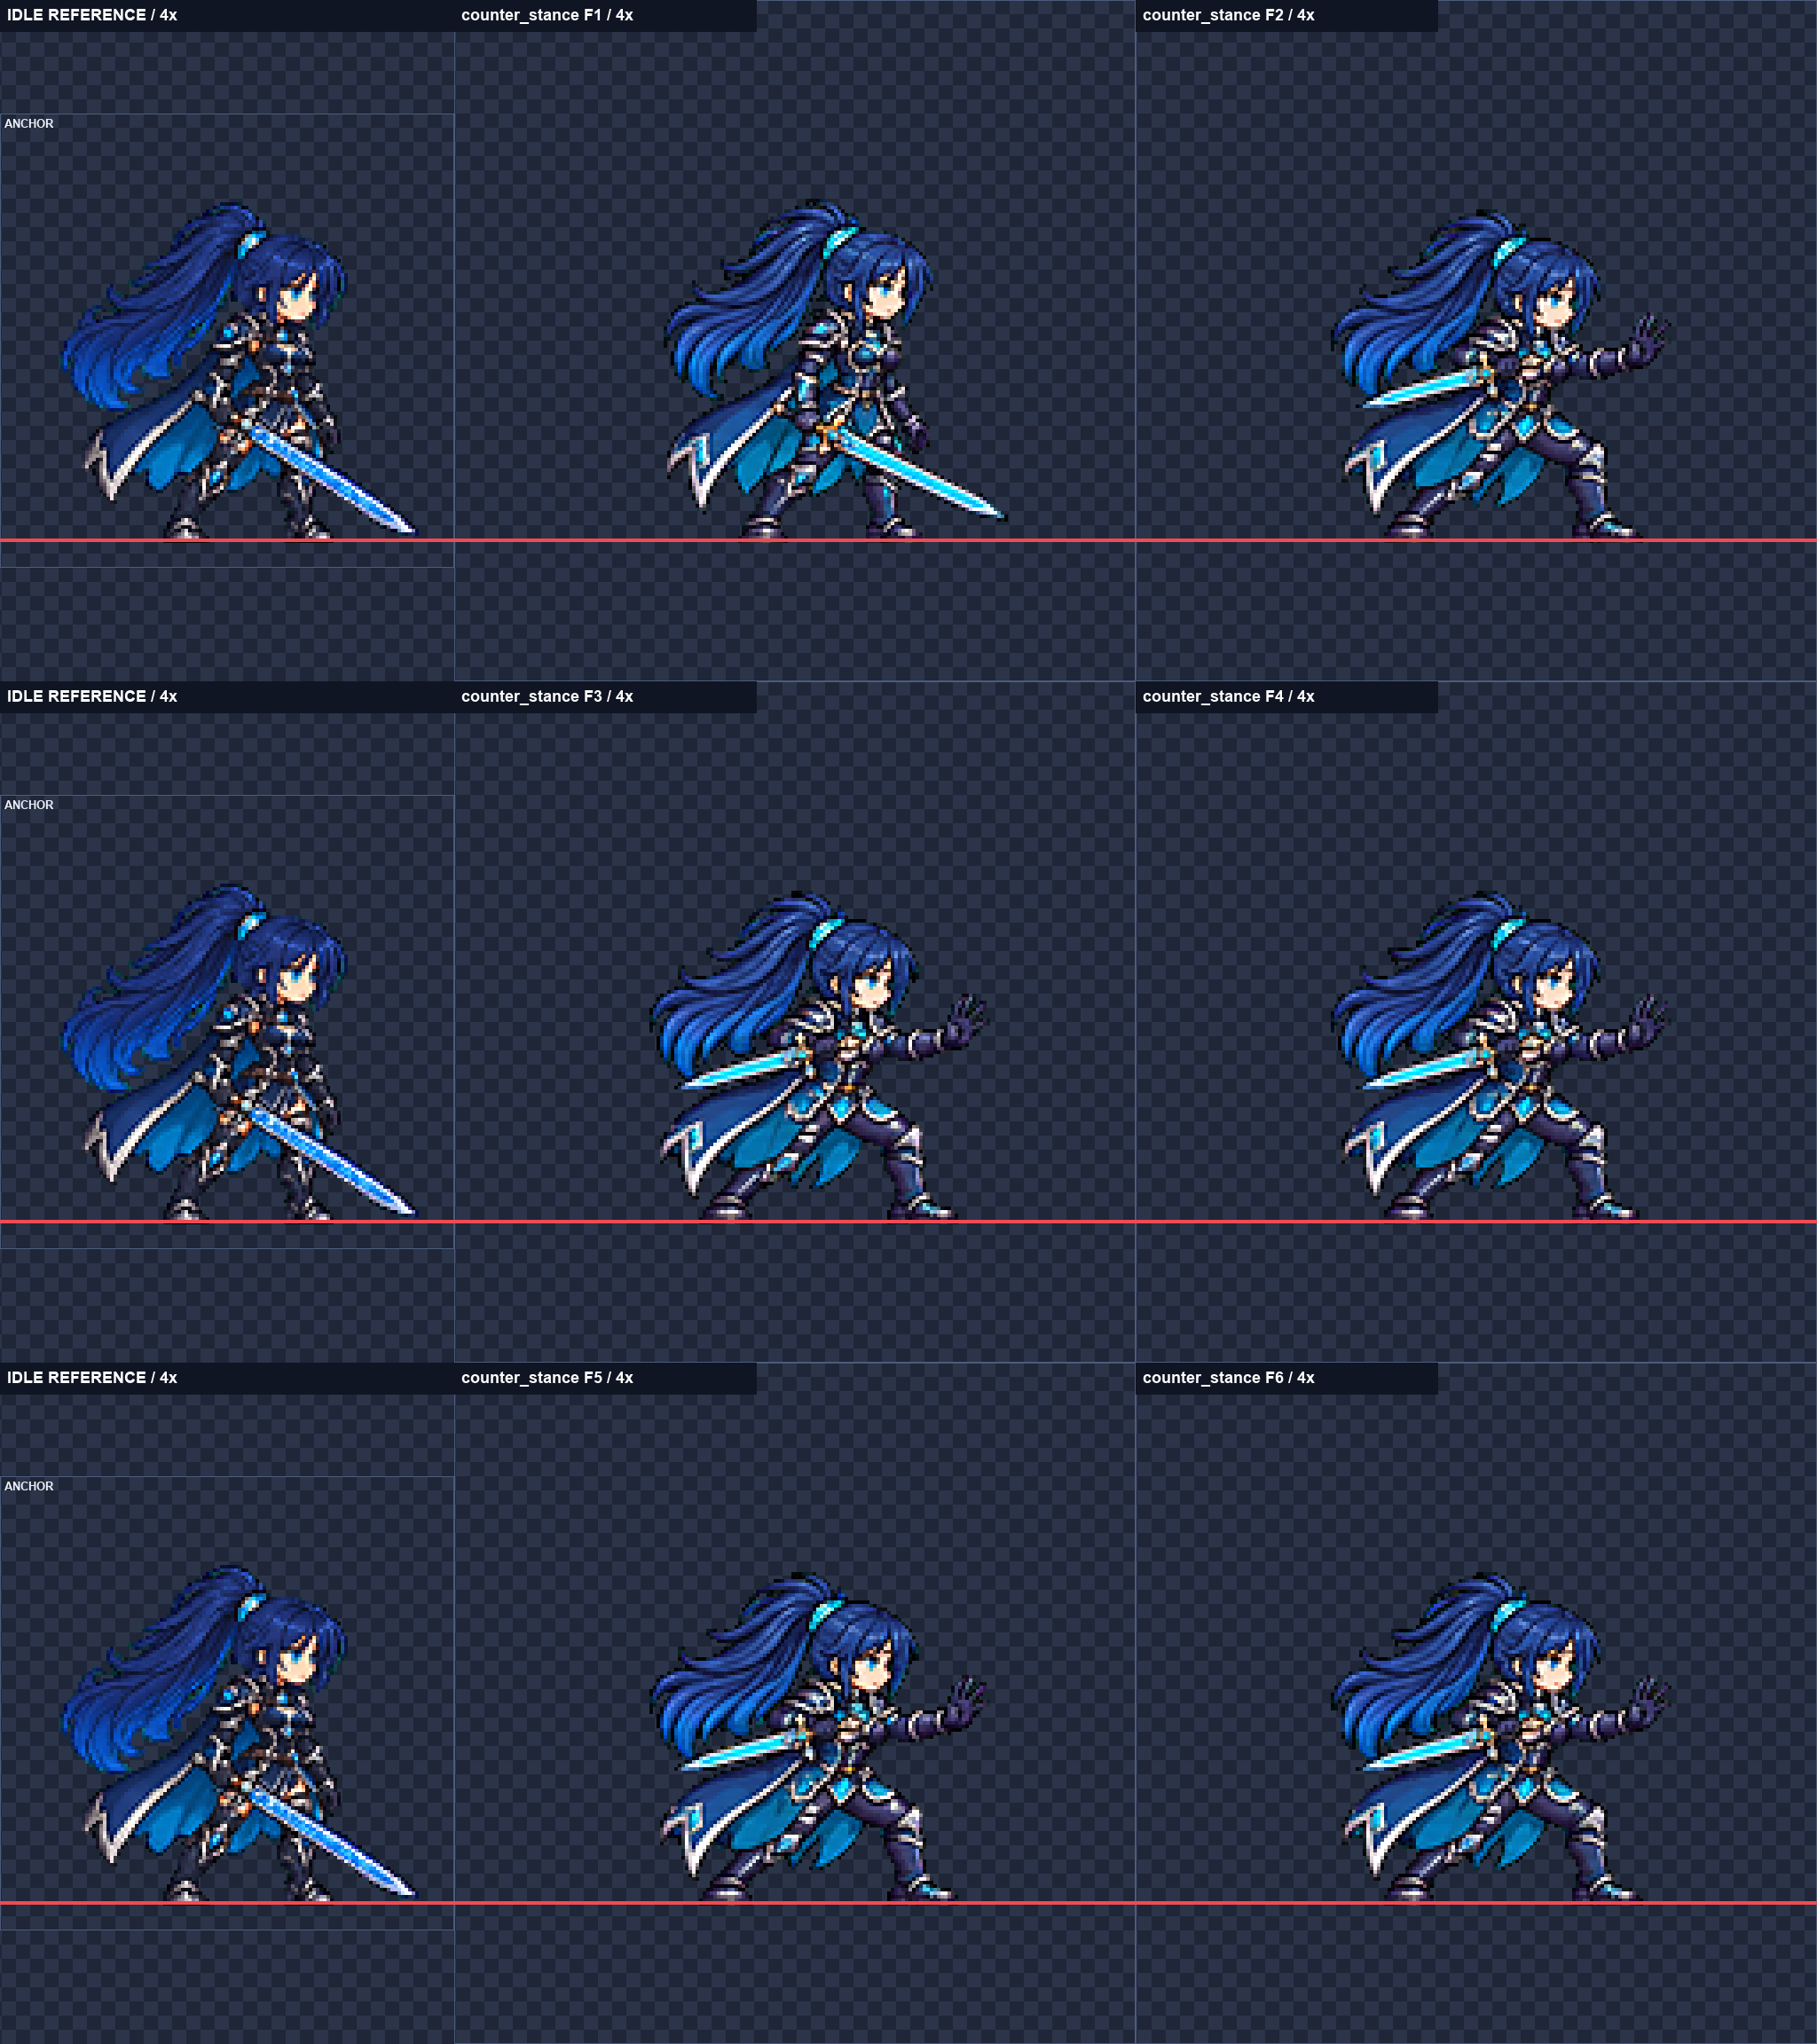 IDLE REFERENCE / 4x
counter_stance F1 / 4x
counter_stance F2 / 4x
ANCHOR
IDLE REFERENCE / 4x
counter_stance F3 / 4x
counter_stance F4 / 4x
ANCHOR
IDLE REFERENCE / 4x
counter_stance F5 / 4x
counter_stance F6 / 4x
ANCHOR